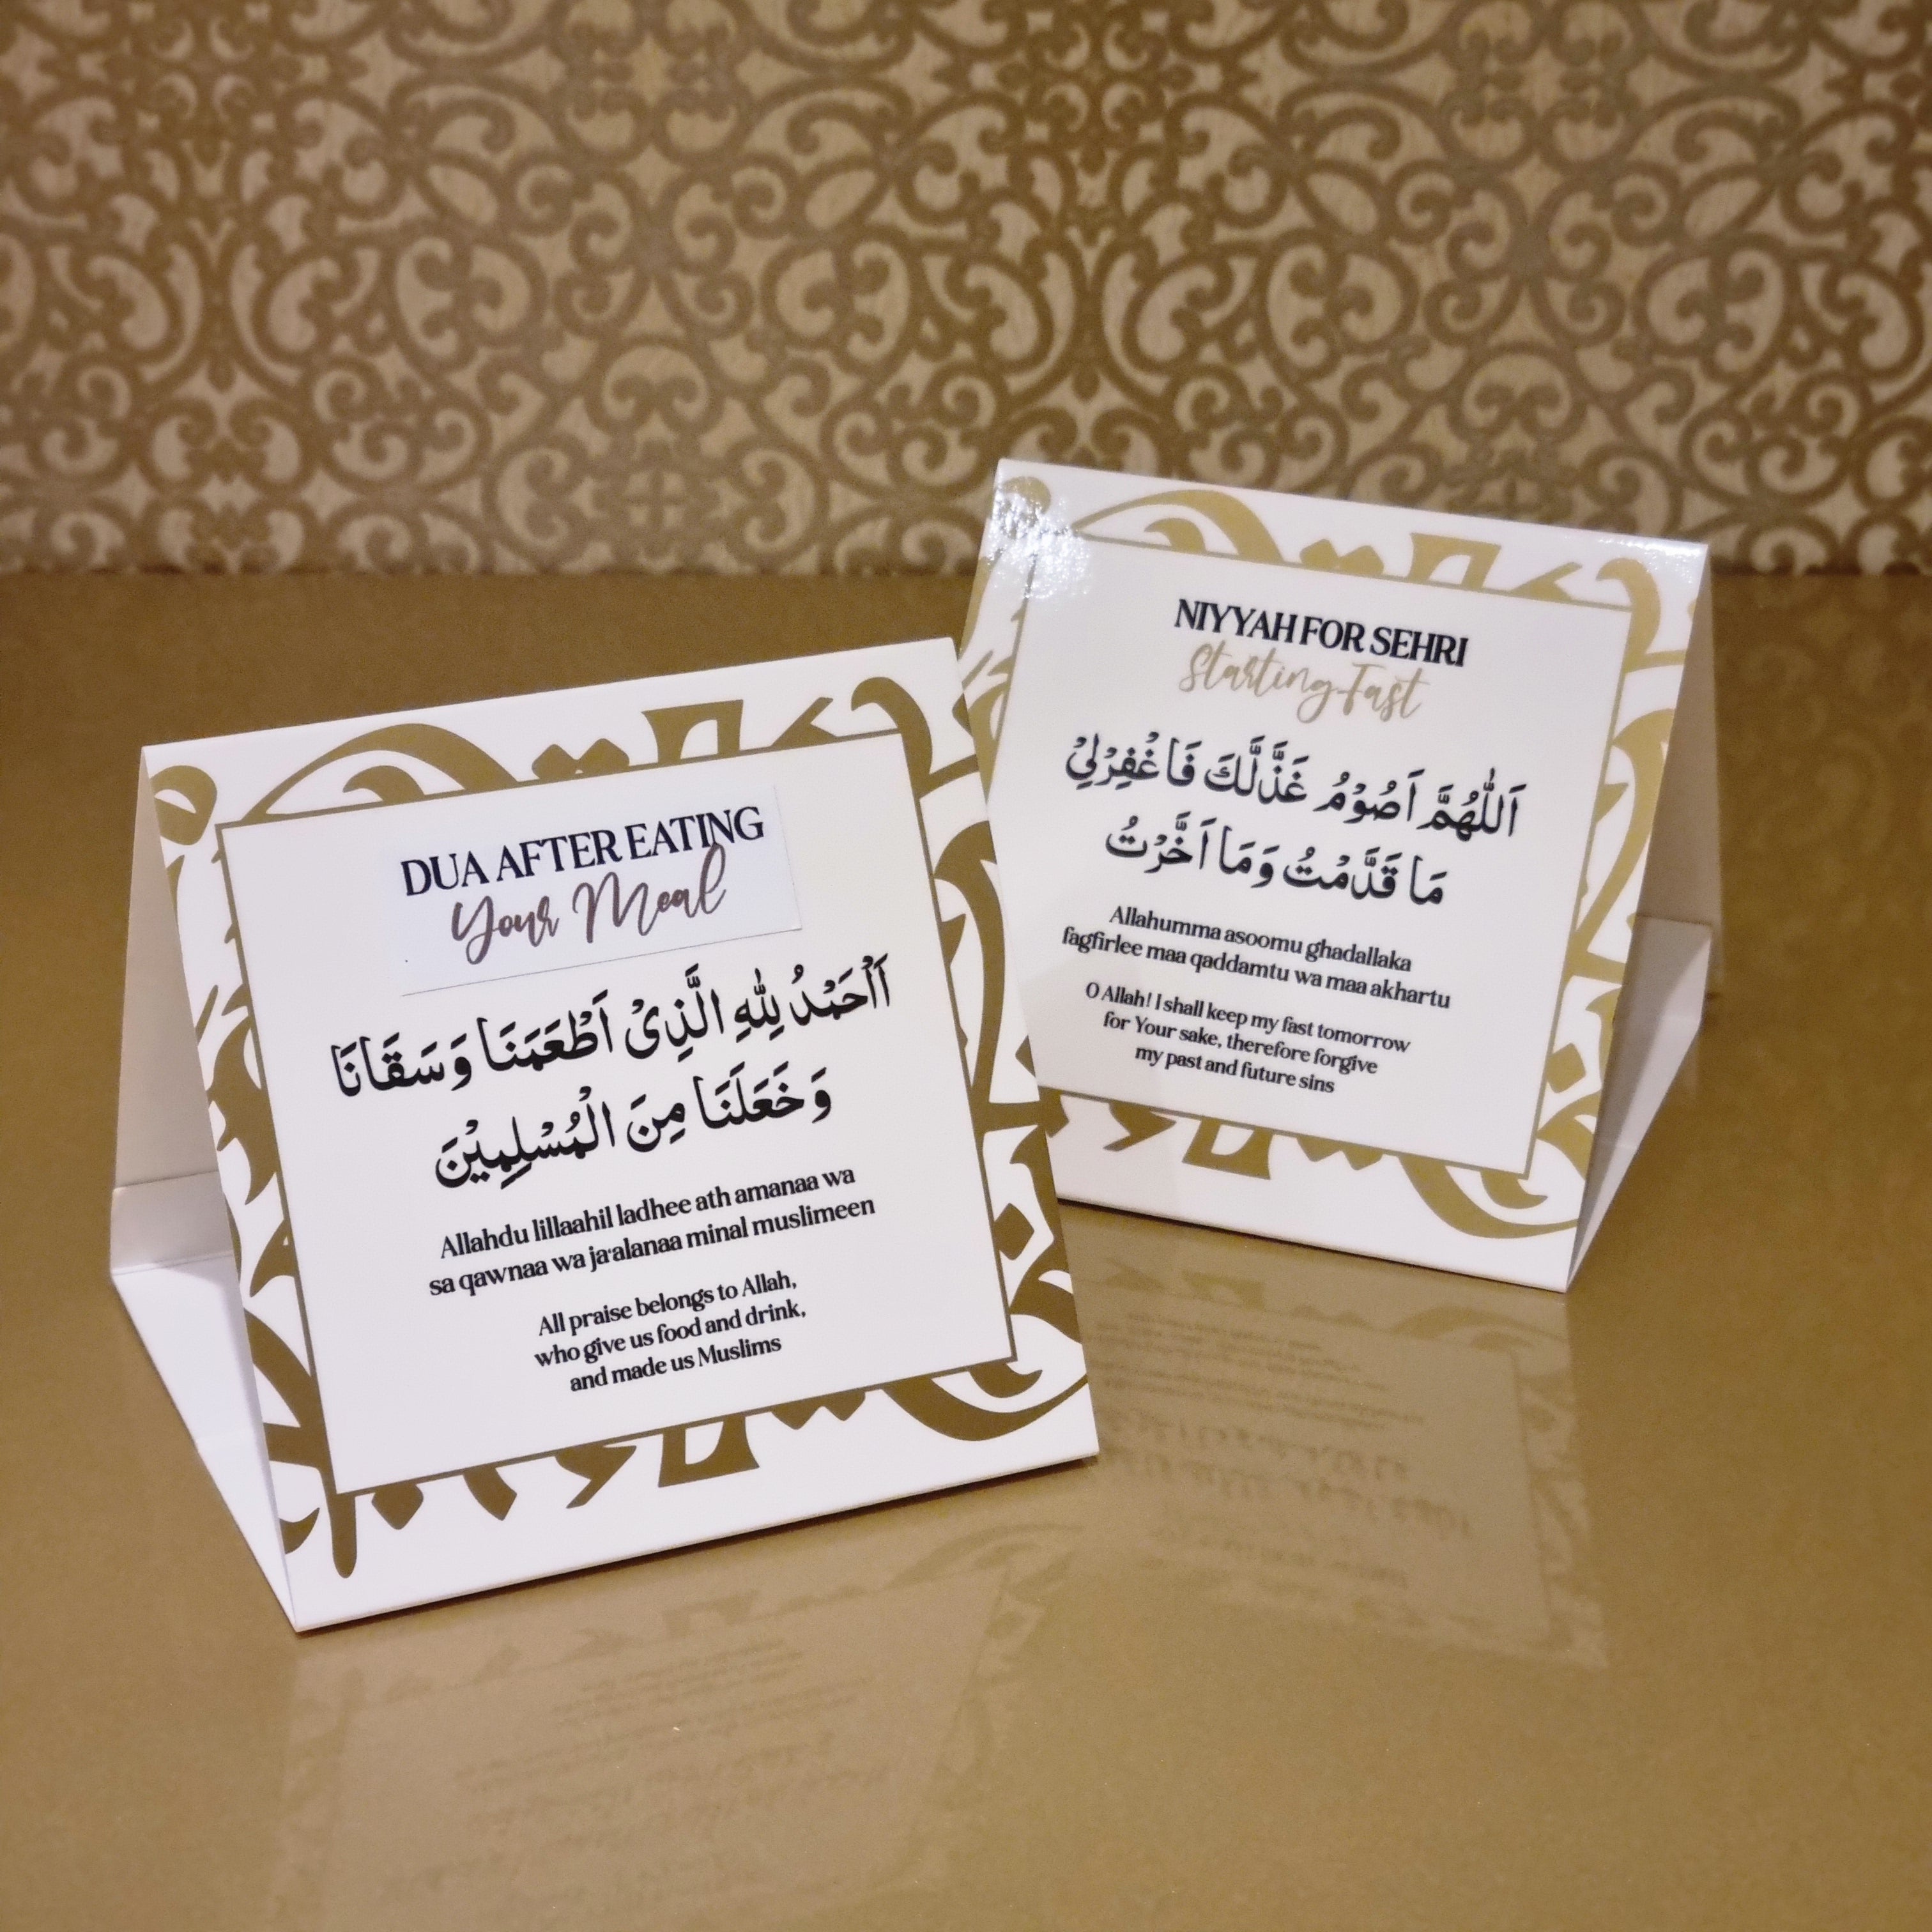 DUA AFTER EATING
Your Meal
اَاْحَمْدُ لِلّٰهِ الَّذِىْ اَطْعَمَنَا وَسَقَانَا
وَخَعَلَنَا مِنَ الْمُسْلِمِيْنَ
Allahdu lillaahil ladhee ath amanaa wa
sa qawnaa wa ja'alanaa minal muslimeen
All praise belongs to Allah,
who give us food and drink,
and made us Muslims
NIYYAH FOR SEHRI
Starting Fast
اَللّٰهُمَّ اَصُوْمُ غَذَّلَّكَ فَاغْفِرْلِيْ
مَا قَدَّمْتُ وَمَا اَخَّرْتُ
Allahumma asoomu ghadallaka
fagfirlee maa qaddamtu wa maa akhartu
O Allah! I shall keep my fast tomorrow
for Your sake, therefore forgive
my past and future sins